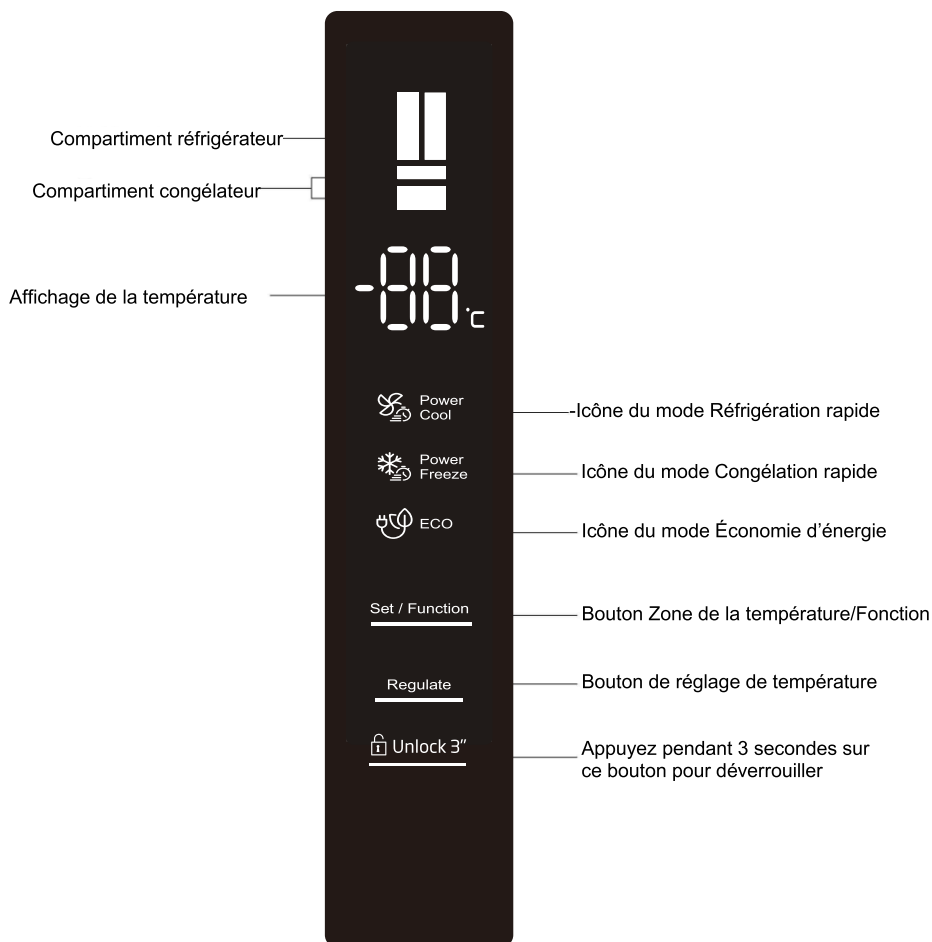 Compartiment réfrigérateur
Compartiment congélateur
Affichage de la température
-88 °C
Power
Cool
-Icône du mode Réfrigération rapide
Power
Freeze
Icône du mode Congélation rapide
ECO
Icône du mode Économie d’énergie
Set / Function
Bouton Zone de la température/Fonction
Regulate
Bouton de réglage de température
Unlock 3”
Appuyez pendant 3 secondes sur
ce bouton pour déverrouiller